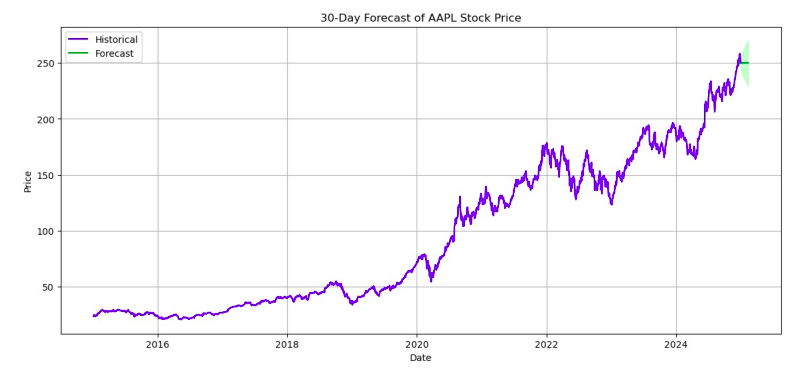 30-Day Forecast of AAPL Stock Price
Historical
Forecast
250
200
150
100
50
Price
2016 2018 2020 2022 2024
Date